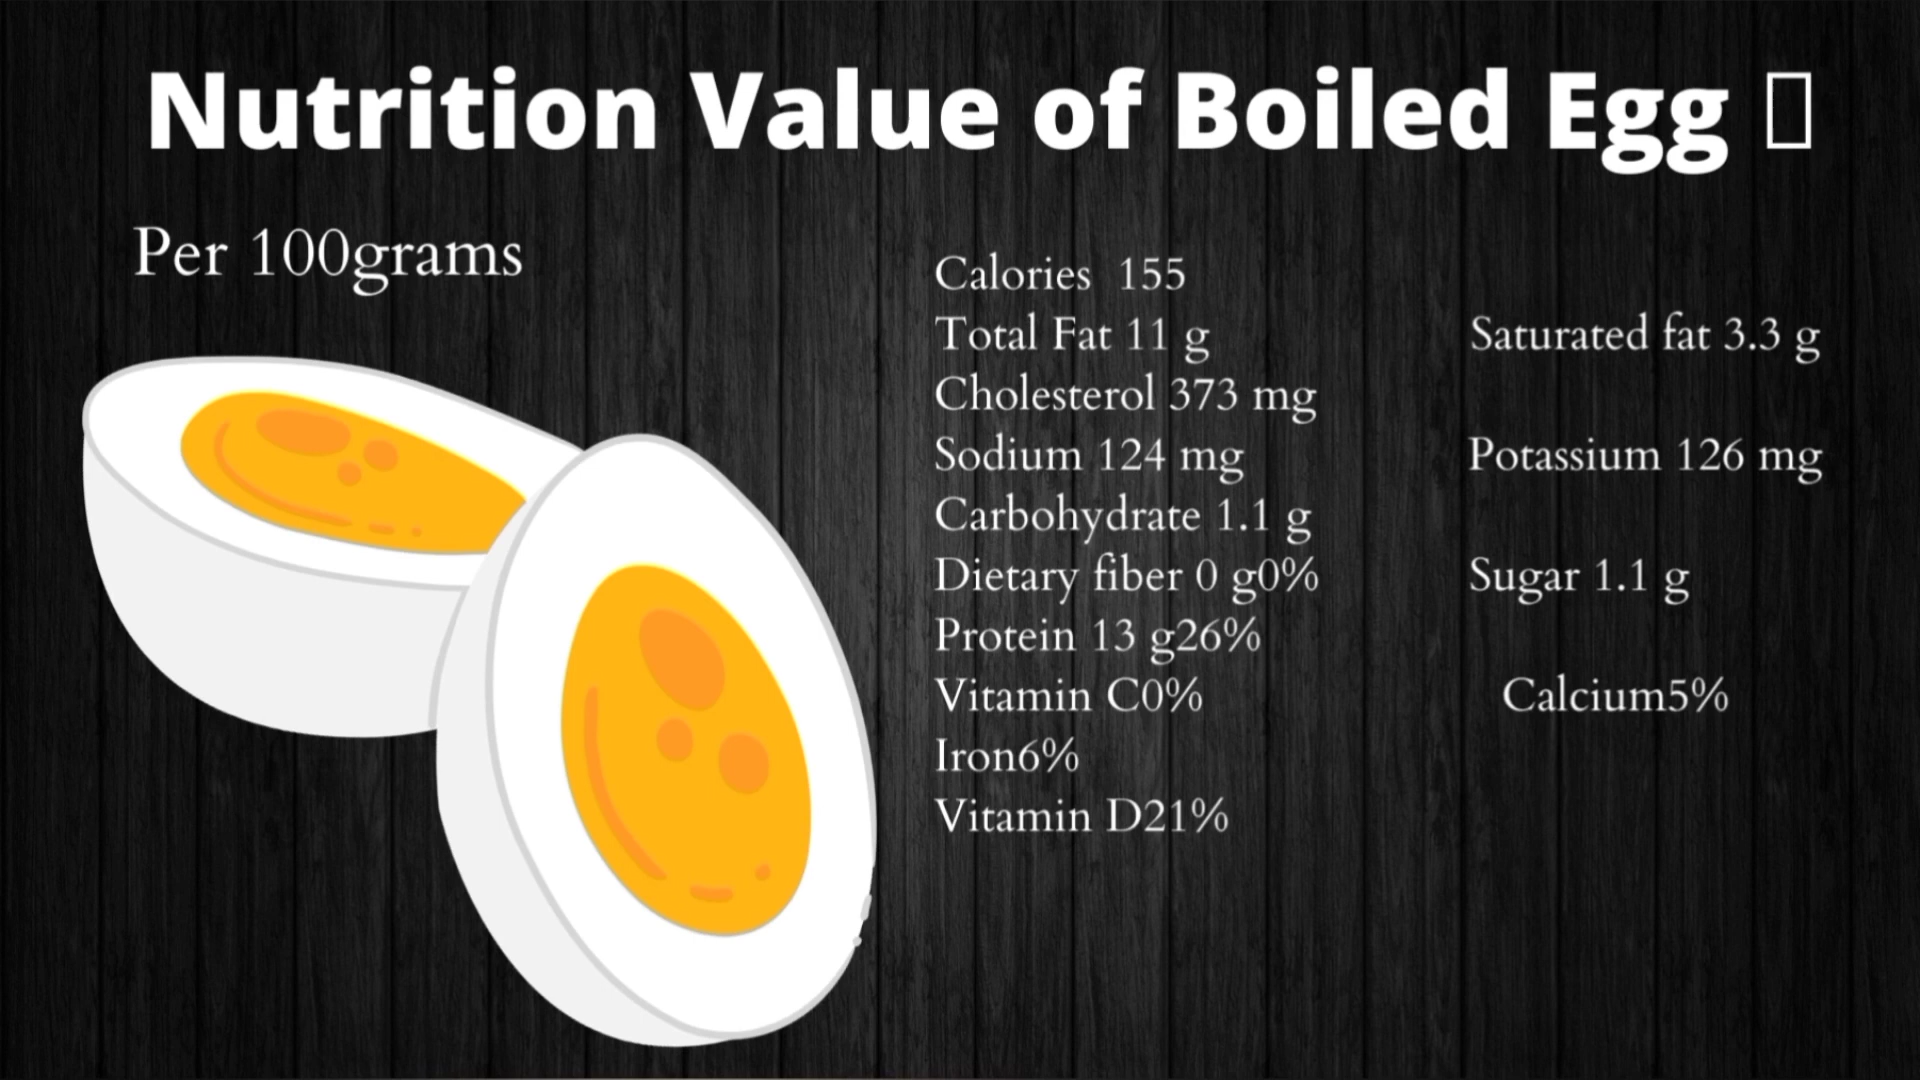 Nutrition Value of Boiled Egg
Per 100grams
Calories  155
Total Fat 11 g
Saturated fat 3.3 g
Cholesterol 373 mg
Sodium 124 mg
Potassium 126 mg
Carbohydrate 1.1 g
Dietary fiber 0 g0%
Sugar 1.1 g
Protein 13 g26%
Vitamin C0%
Calcium5%
Iron6%
Vitamin D21%